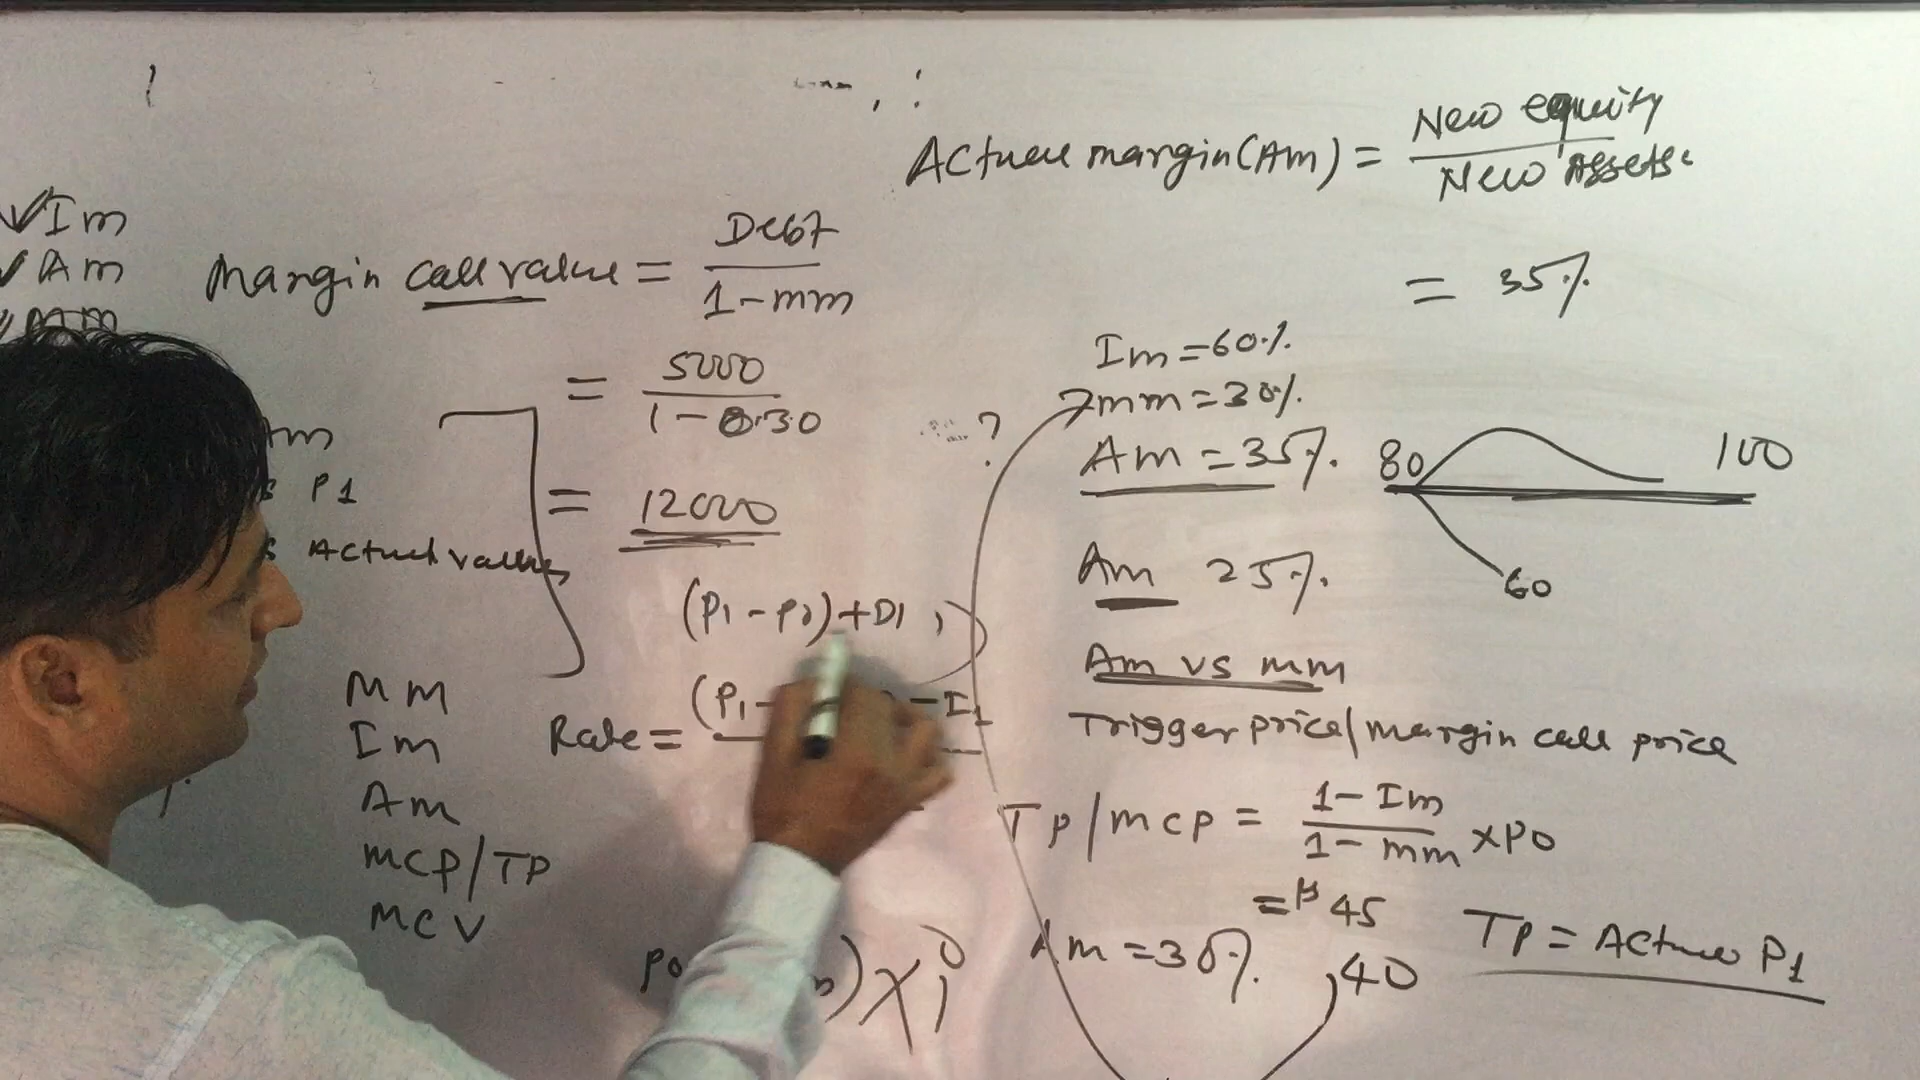 Actual margin(Am) = New equity / New Assets
= 35%
Im
Am
mm
margin call value = Debt / 1-mm
= 5000 / 1-0.30
= 12000
Am
P1
Actual value
MM
Im
Am
mcp/TP
MCV
(P1 - P0) + D1
Rate = (P1 - - I1
P0 ) x i
Im = 60%
mm = 30%
?
Am = 35%
80 100
60
Am 25%
Am vs mm
Trigger price/margin call price
TP/mcp = 1-Im / 1-mm x P0
= 45
Am = 30%
40
TP = Actual P1